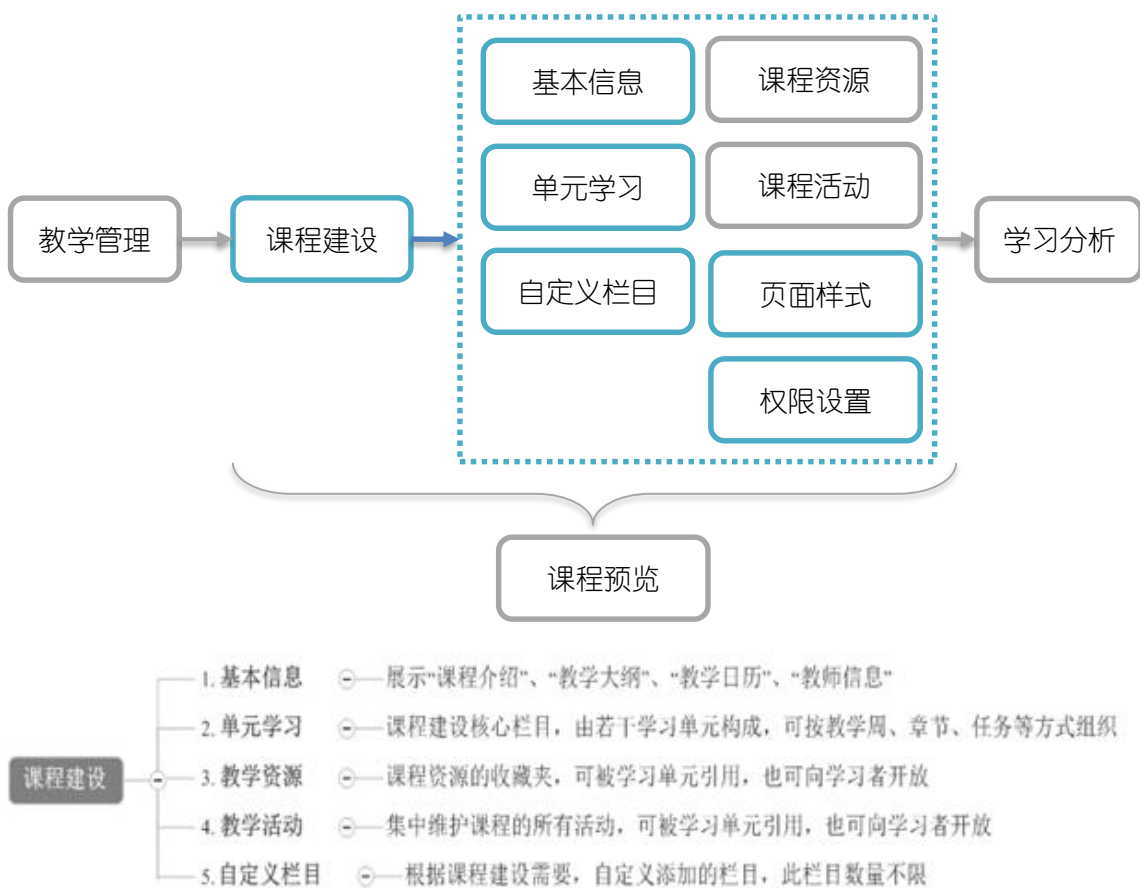 基本信息
课程资源
单元学习
课程活动
教学管理
课程建设
学习分析
自定义栏目
页面样式
权限设置
课程预览
1. 基本信息 展示“课程介绍”、“教学大纲”、“教学日历”、“教师信息”
2. 单元学习 课程建设核心栏目，由若干学习单元构成，可按教学周、章节、任务等方式组织
课程建设
3. 教学资源 课程资源的收藏夹，可被学习单元引用，也可向学习者开放
4. 教学活动 集中维护课程的所有活动，可被学习单元引用，也可向学习者开放
5. 自定义栏目 根据课程建设需要，自定义添加的栏目，此栏目数量不限